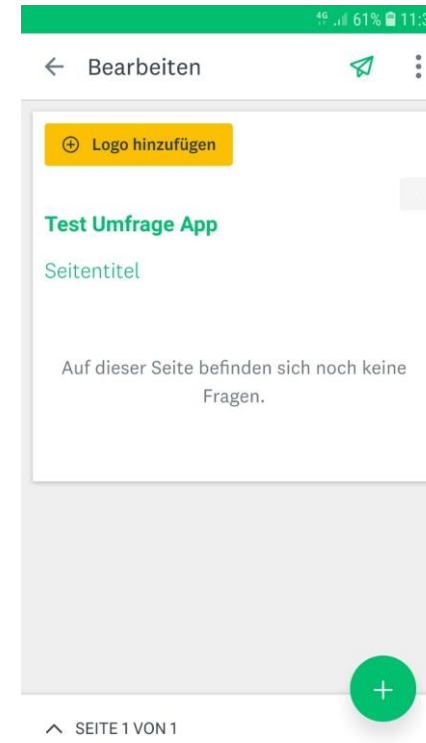 4G 61% 11:3
Bearbeiten
Logo hinzufügen
Test Umfrage App
Seitentitel
Auf dieser Seite befinden sich noch keine
Fragen.
SEITE 1 VON 1